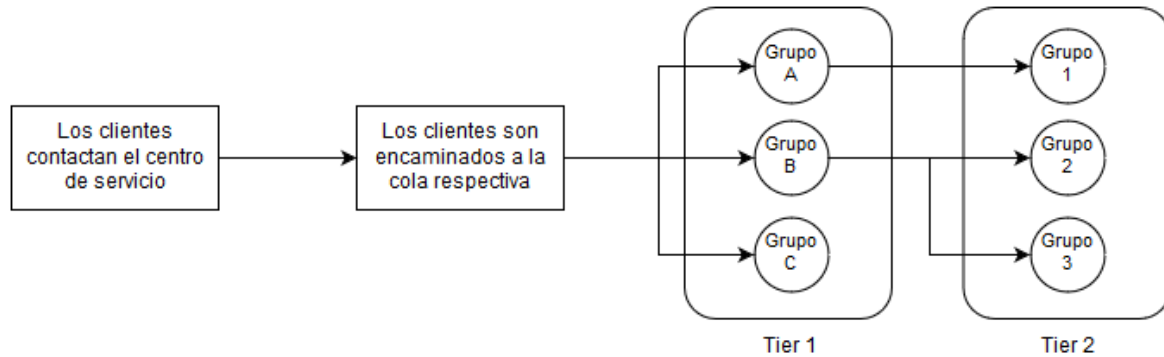 Los clientes
contactan el centro
de servicio
Los clientes son
encaminados a la
cola respectiva
Grupo
A
Grupo
B
Grupo
C
Tier 1
Grupo
1
Grupo
2
Grupo
3
Tier 2